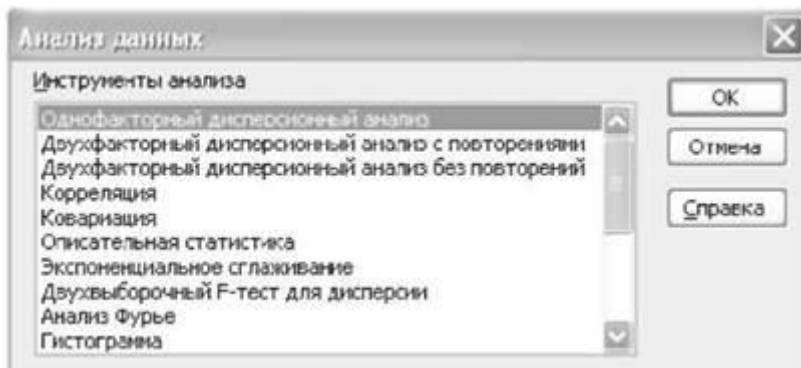 Анализ данных
Инструменты анализа
Однофакторный дисперсионный анализ
Двухфакторный дисперсионный анализ с повторениями
Двухфакторный дисперсионный анализ без повторений
Корреляция
Ковариация
Описательная статистика
Экспоненциальное сглаживание
Двухвыборочный F-тест для дисперсии
Анализ Фурье
Гистограмма
OK
Отмена
Справка